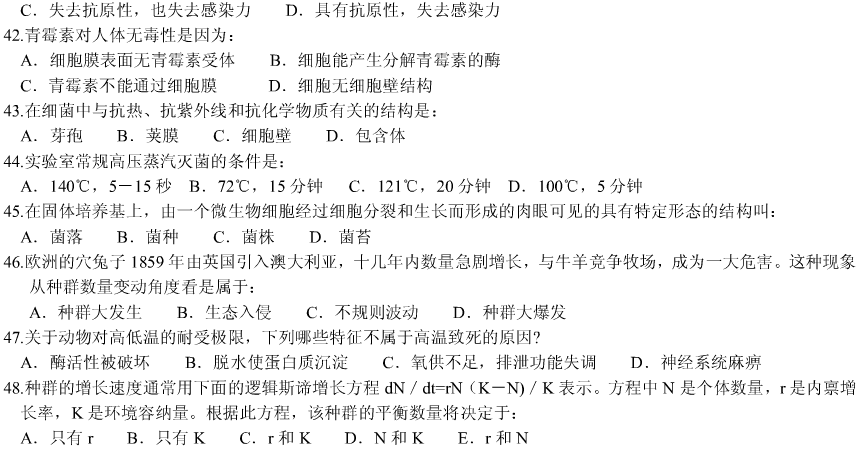 C．失去抗原性，也失去感染力　　D．具有抗原性，失去感染力
42.青霉素对人体无毒性是因为：
A．细胞膜表面无青霉素受体　　B．细胞能产生分解青霉素的酶
C．青霉素不能通过细胞膜　　　D．细胞无细胞壁结构
43.在细菌中与抗热、抗紫外线和抗化学物质有关的结构是：
A．芽孢　　B．荚膜　　C．细胞壁　　D．包含体
44.实验室常规高压蒸汽灭菌的条件是：
A．140℃，5－15 秒　B．72℃，15 分钟　　C．121℃，20 分钟　D．100℃，5 分钟
45.在固体培养基上，由一个微生物细胞经过细胞分裂和生长而形成的肉眼可见的具有特定形态的结构叫：
A．菌落　　B．菌种　　C．菌株　　D．菌苔
46.欧洲的穴兔子 1859 年由英国引入澳大利亚，十几年内数量急剧增长，与牛羊竞争牧场，成为一大危害。这种现象
从种群数量变动角度看是属于：
A．种群大发生　　B．生态入侵　　C．不规则波动　　D．种群大爆发
47.关于动物对高低温的耐受极限，下列哪些特征不属于高温致死的原因?
A．酶活性被破坏　　B．脱水使蛋白质沉淀　　C．氧供不足，排泄功能失调　　D．神经系统麻痹
48.种群的增长速度通常用下面的逻辑斯谛增长方程 dN／dt=rN（K－N)／K 表示。方程中 N 是个体数量，r 是内禀增
长率，K 是环境容纳量。根据此方程，该种群的平衡数量将决定于：
A．只有 r　　B．只有 K　　C．r 和 K　　D．N 和 K　　E．r 和 N